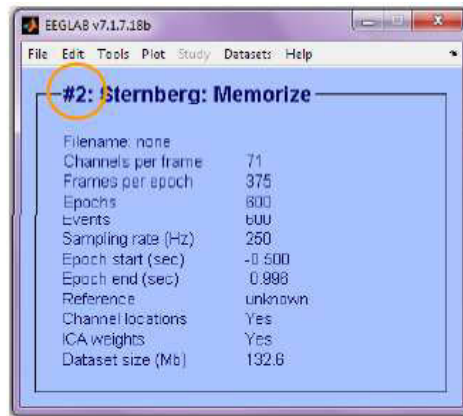 EEGLAB v7.1.7.18b
File Edit Tools Plot Study Datasets Help
#2: Sternberg: Memorize
Filename: none
Channels per frame 71
Frames per epoch 375
Epochs 600
Events 600
Sampling rate (Hz) 250
Epoch start (sec) -0.500
Epoch end (sec) 0.996
Reference unknown
Channel locations Yes
ICA weights Yes
Dataset size (Mb) 132.6